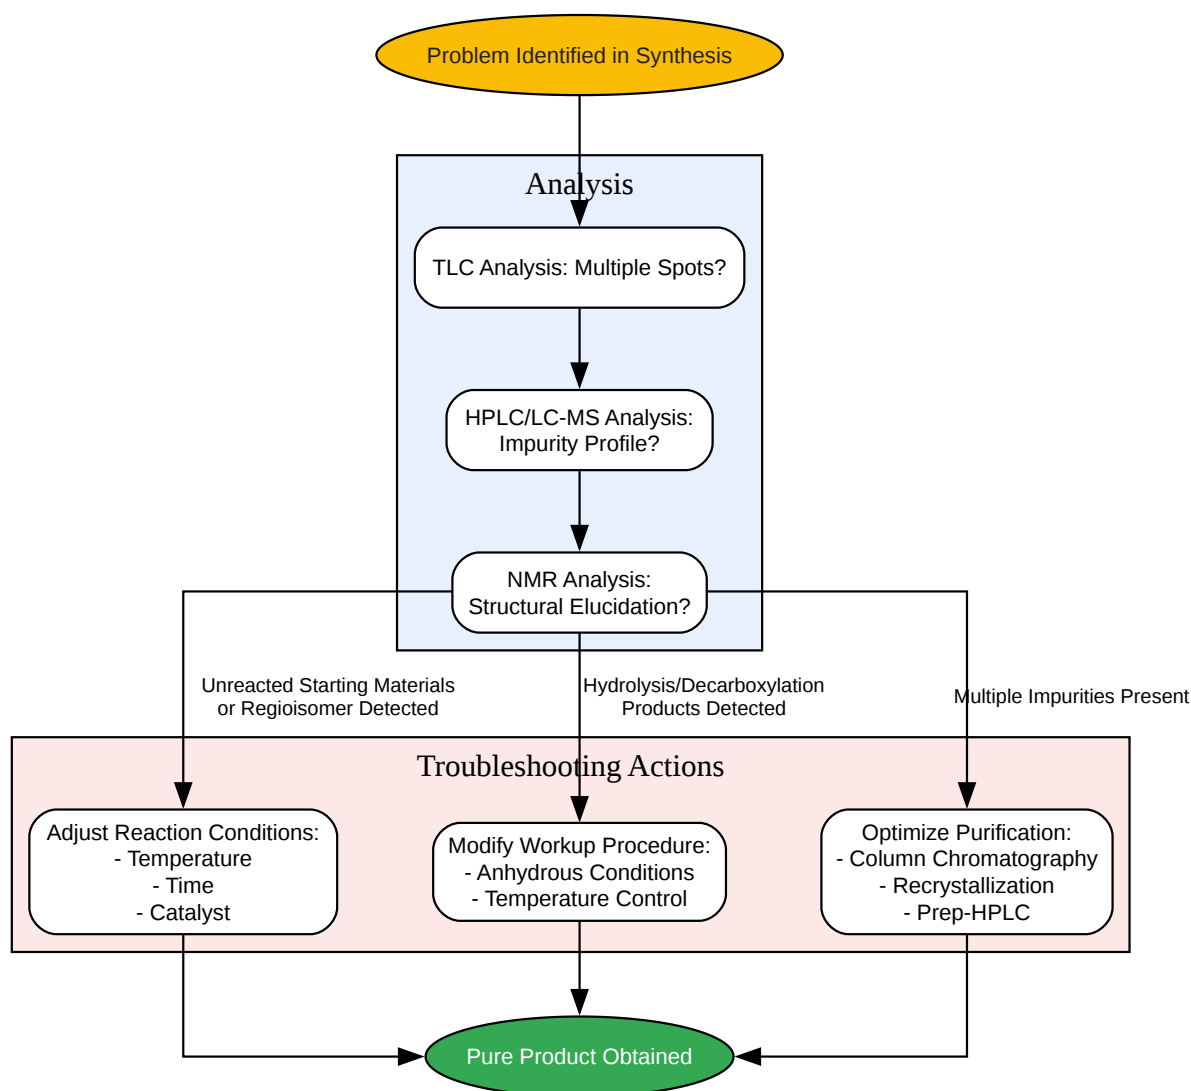 Problem Identified in Synthesis
Analysis
TLC Analysis: Multiple Spots?
HPLC/LC-MS Analysis:
Impurity Profile?
NMR Analysis:
Structural Elucidation?
Unreacted Starting Materials
or Regioisomer Detected
Hydrolysis/Decarboxylation
Products Detected
Multiple Impurities Present
Troubleshooting Actions
Adjust Reaction Conditions:
- Temperature
- Time
- Catalyst
Modify Workup Procedure:
- Anhydrous Conditions
- Temperature Control
Optimize Purification:
- Column Chromatography
- Recrystallization
- Prep-HPLC
Pure Product Obtained